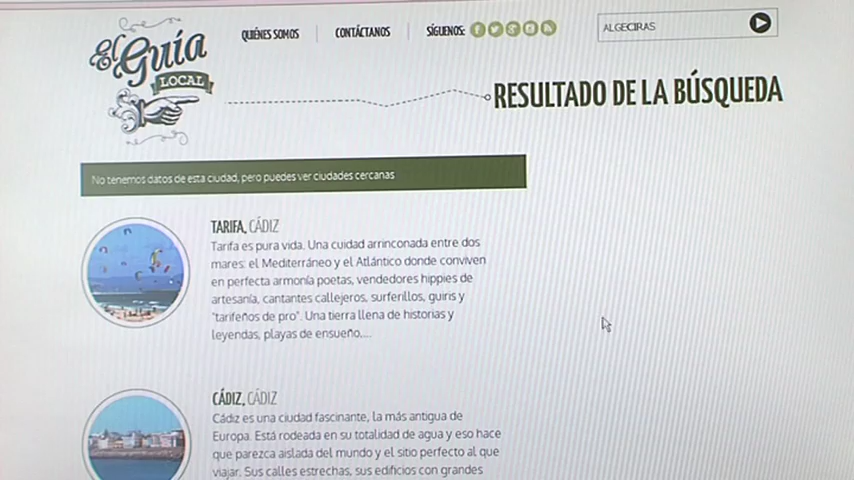 El Guía
LOCAL
QUIÉNES SOMOS
CONTÁCTANOS
SÍGUENOS:
ALGECIRAS
RESULTADO DE LA BÚSQUEDA
No tenemos datos de esta ciudad, pero puedes ver ciudades cercanas
TARIFA, CÁDIZ
Tarifa es pura vida. Una cuidad arrinconada entre dos
mares: el Mediterráneo y el Atlántico donde conviven
en perfecta armonía poetas, vendedores hippies de
artesanía, cantantes callejeros, surferillos, guiris y
"tarifeños de pro". Una tierra llena de historias y
leyendas, playas de ensueño,...
CÁDIZ, CÁDIZ
Cádiz es una ciudad fascinante, la más antigua de
Europa. Está rodeada en su totalidad de agua y eso hace
que parezca aislada del mundo y el sitio perfecto al que
viajar. Sus calles estrechas, sus edificios con grandes